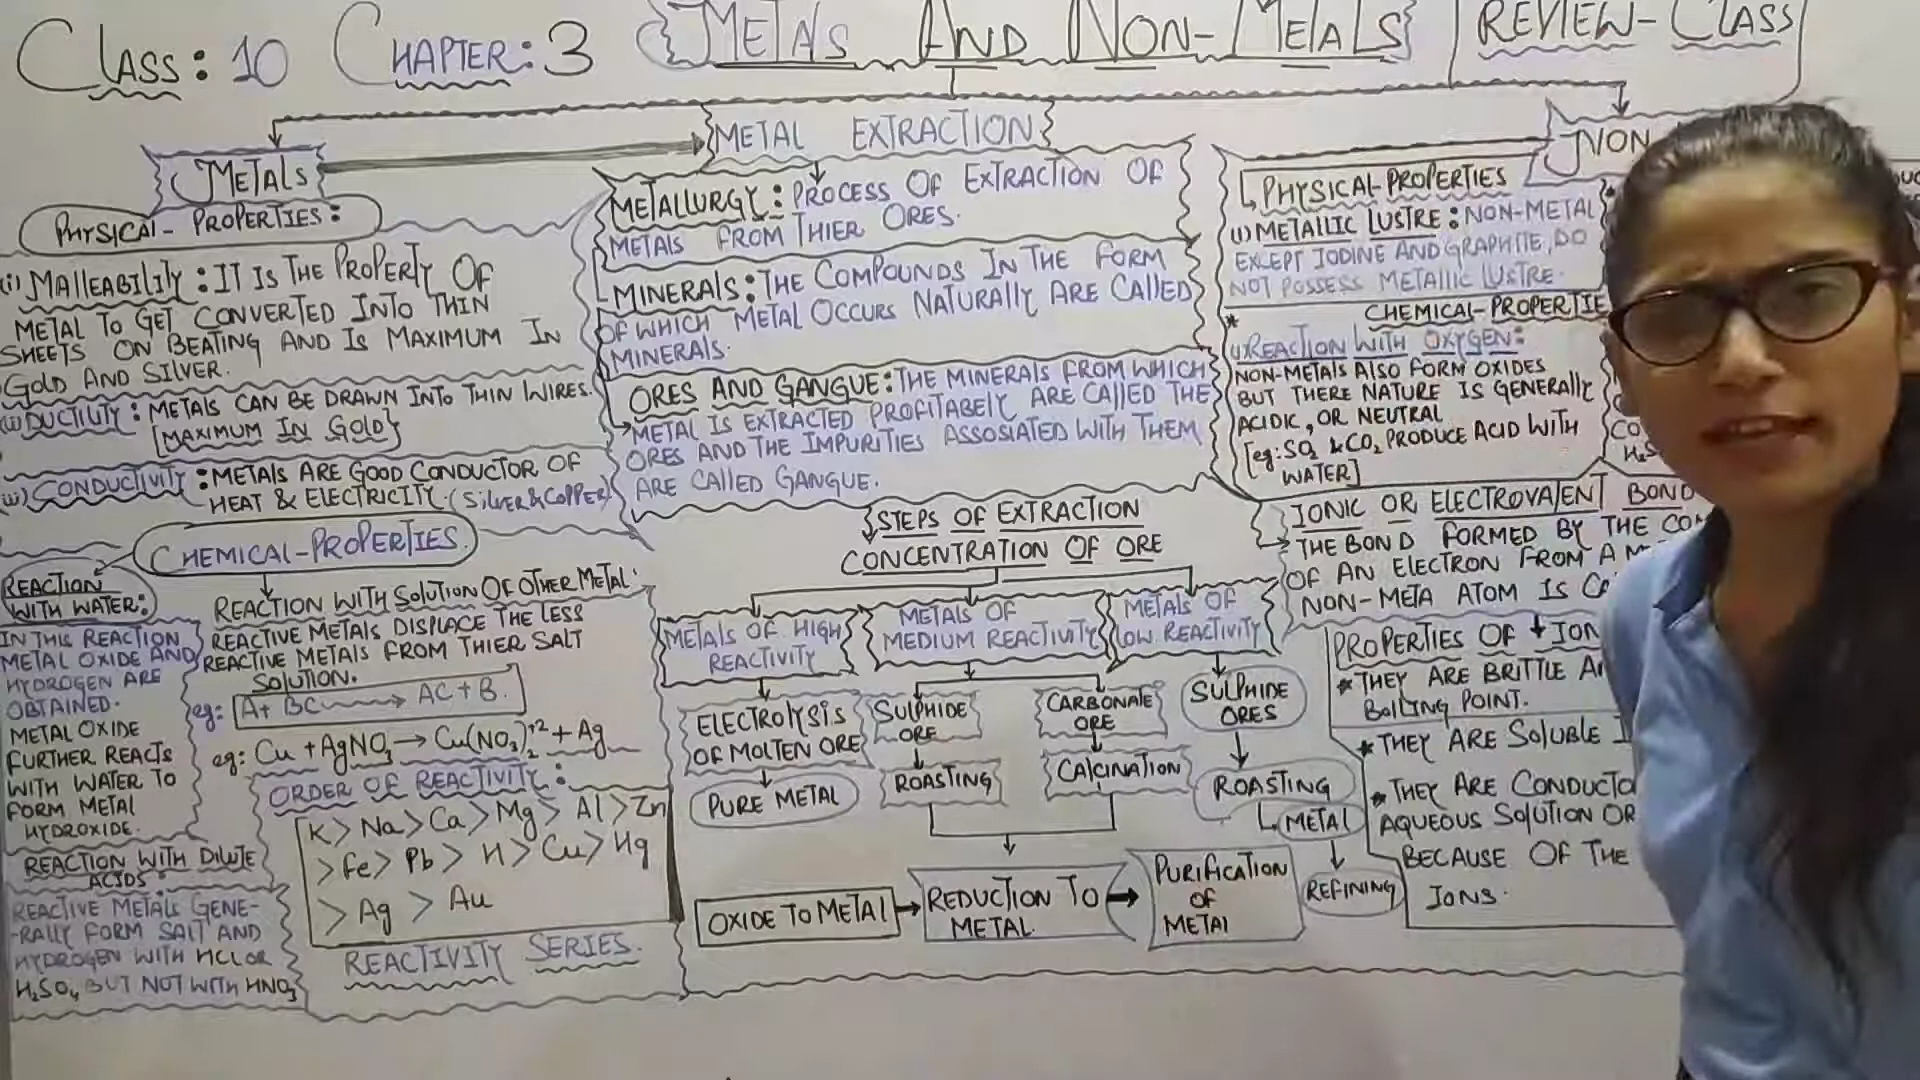 CLASS: 10 CHAPTER: 3 METALS AND NON-METALS REVIEW-CLASS
METALS
PHYSICAL-PROPERTIES:
(i) MALLEABILITY: IT IS THE PROPERTY OF
METAL TO GET CONVERTED INTO THIN
SHEETS ON BEATING AND IS MAXIMUM IN
GOLD AND SILVER.
(ii) DUCTILITY: METALS CAN BE DRAWN INTO THIN WIRES.
[MAXIMUM IN GOLD}
(iii) CONDUCTIVITY: METALS ARE GOOD CONDUCTOR OF
HEAT & ELECTRICITY. (SILVER&COPPER)
CHEMICAL-PROPERTIES.
REACTION
WITH WATER:
IN THIS REACTION
METAL OXIDE AND
HYDROGEN ARE
OBTAINED.
METAL OXIDE
FURTHER REACTS
WITH WATER TO
FORM METAL
HYDROXIDE.
REACTION WITH DILUTE
ACIDS:
REACTIVE METALS GENE-
-RALLY FORM SALT AND
HYDROGEN WITH HCL OR
H2SO4, BUT NOT WITH HNO3
REACTION WITH SOLUTION OF OTHER METAL:
REACTIVE METALS DISPLACE THE LESS
REACTIVE METALS FROM THIER SALT
SOLUTION.
eg: A+ BC → AC + B.
eg: Cu + AgNO3 → Cu(NO3)2+2 + Ag
ORDER OF REACTIVITY:
K > Na > Ca > Mg > Al > Zn
> Fe > Pb > H > Cu > Hg
> Ag > Au
REACTIVITY SERIES.
METAL EXTRACTION
METALLURGY: PROCESS OF EXTRACTION OF
METALS FROM THIER ORES.
MINERALS: THE COMPOUNDS IN THE FORM
OF WHICH METAL OCCURS NATURALLY ARE CALLED
MINERALS.
ORES AND GANGUE: THE MINERALS FROM WHICH
METAL IS EXTRACTED PROFITABELY ARE CALLED THE
ORES AND THE IMPURITIES ASSOSIATED WITH THEM
ARE CALLED GANGUE.
STEPS OF EXTRACTION
CONCENTRATION OF ORE
METALS OF HIGH
REACTIVITY
ELECTROLYSIS
OF MOLTEN ORE
PURE METAL
METALS OF
MEDIUM REACTIVITY
SULPHIDE
ORE
ROASTING
CARBONATE
ORE
CALCINATION
METALS OF
LOW REACTIVITY
SULPHIDE
ORES
ROASTING
METAL
REFINING
OXIDE TO METAL → REDUCTION TO
METAL. → PURIFICATION
OF
METAL
NON
PHYSICAL-PROPERTIES
(i) METALLIC LUSTRE: NON-METAL
EXCEPT IODINE AND GRAPHITE, DO
NOT POSSESS METALLIC LUSTRE.
CHEMICAL-PROPERTIE
* (i) REACTION WITH OXYGEN:
NON-METALS ALSO FORM OXIDES
BUT THERE NATURE IS GENERALLY
ACIDIC, OR NEUTRAL
[eg: SO2 & CO2 PRODUCE ACID WITH
WATER]
IONIC OR ELECTROVALENT BOND
THE BOND FORMED BY THE
OF AN ELECTRON FROM A
NON-META ATOM IS
PROPERTIES OF ION
* THEY ARE BRITTLE
BOILING POINT.
* THEY ARE SOLUBLE
* THEY ARE CONDUCTO
AQUEOUS SOLUTION OR
BECAUSE OF THE
IONS.